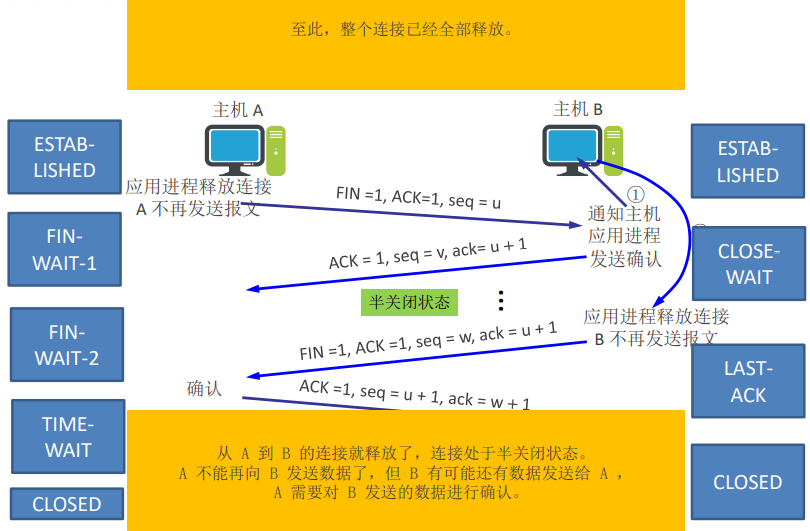 至此，整个连接已经全部释放。
主机 A
主机 B
ESTAB-
LISHED
ESTAB-
LISHED
应用进程释放连接
A 不再发送报文
FIN =1, ACK=1, seq = u
①
通知主机
应用进程
发送确认
FIN-
WAIT-1
CLOSE-
WAIT
ACK = 1, seq = v, ack= u + 1
半关闭状态
⋮
应用进程释放连接
B 不再发送报文
FIN-
WAIT-2
FIN =1, ACK =1, seq = w, ack = u + 1
LAST-
ACK
确认
ACK =1, seq = u + 1, ack = w + 1
TIME-
WAIT
从 A 到 B 的连接就释放了，连接处于半关闭状态。
A 不能再向 B 发送数据了，但 B 有可能还有数据发送给 A ，
A 需要对 B 发送的数据进行确认。
CLOSED
CLOSED